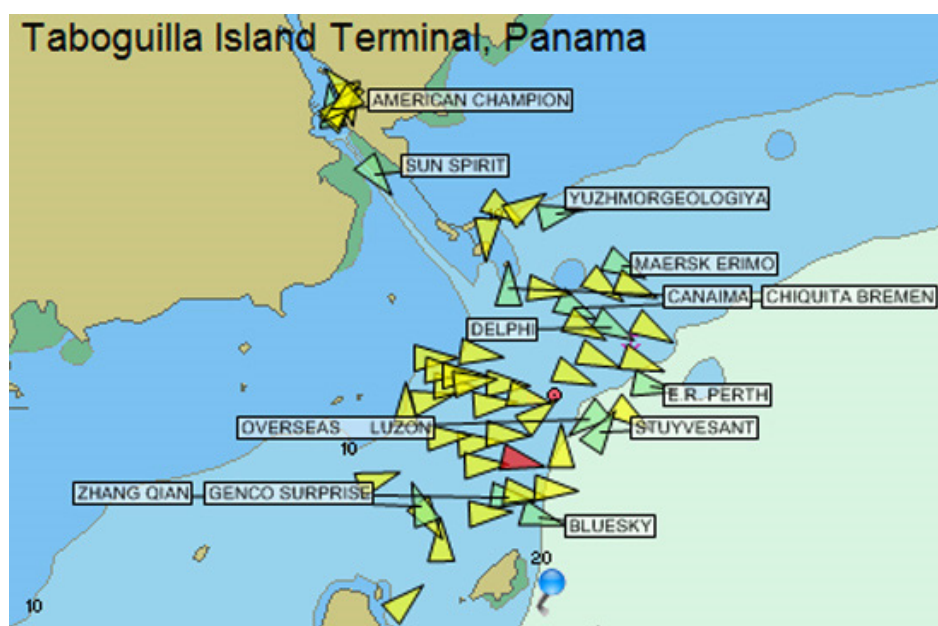 Taboguilla Island Terminal, Panama
AMERICAN CHAMPION
SUN SPIRIT
YUZHMORGEOLOGIYA
MAERSK ERIMO
CANAIMA CHIQUITA BREMEN
DELPHI
E.R. PERTH
OVERSEAS LUZON STUYVESANT
10
ZHANG QIAN GENCO SURPRISE
BLUESKY
20
10